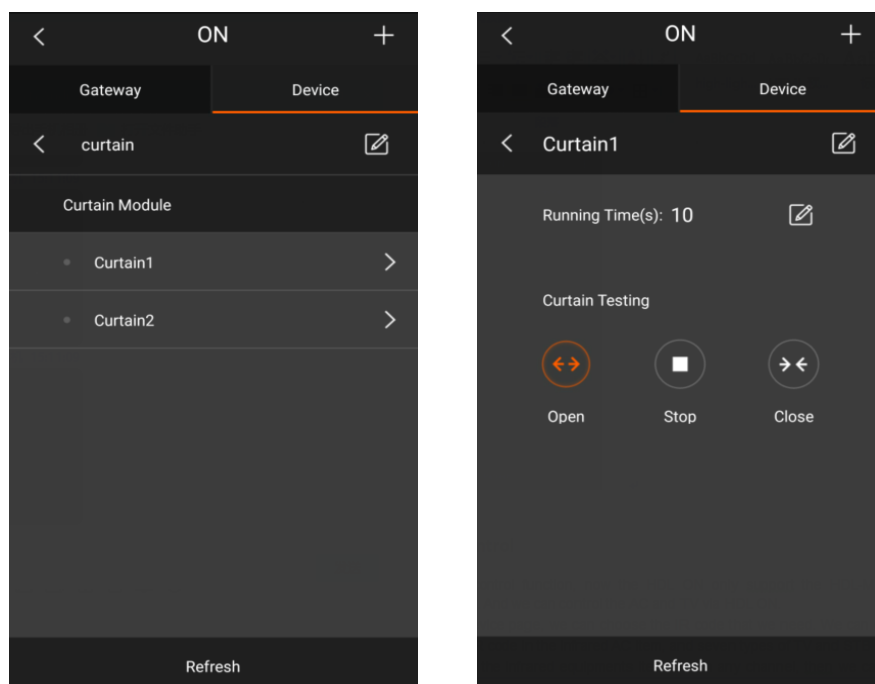 ON
Gateway Device
curtain
Curtain Module
Curtain1
Curtain2
Refresh
ON
Gateway Device
Curtain1
Running Time(s): 10
Curtain Testing
Open Stop Close
Refresh